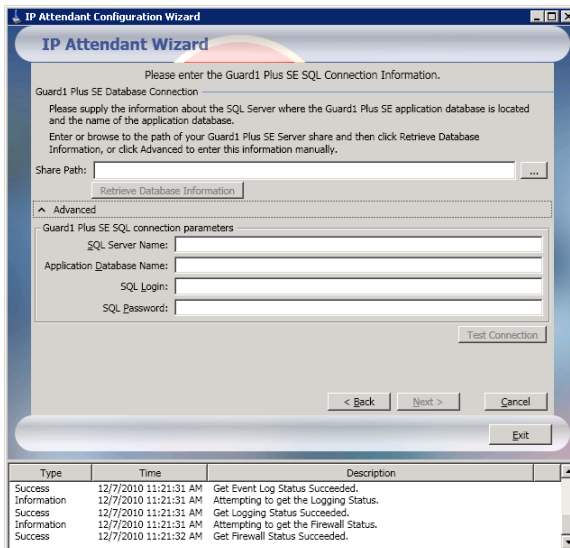 IP Attendant Configuration Wizard
IP Attendant Wizard
Please enter the Guard1 Plus SE SQL Connection Information.
Guard1 Plus SE Database Connection
Please supply the information about the SQL Server where the Guard1 Plus SE application database is located
and the name of the application database.
Enter or browse to the path of your Guard1 Plus SE Server share and then click Retrieve Database
Information, or click Advanced to enter this information manually.
Share Path:
...
Retrieve Database Information
Advanced
Guard1 Plus SE SQL connection parameters
SQL Server Name:
Application Database Name:
SQL Login:
SQL Password:
Test Connection
< Back Next > Cancel
Exit
Type Time Description
Success 12/7/2010 11:21:31 AM Get Event Log Status Succeeded.
Information 12/7/2010 11:21:31 AM Attempting to get the Logging Status.
Success 12/7/2010 11:21:31 AM Get Logging Status Succeeded.
Information 12/7/2010 11:21:31 AM Attempting to get the Firewall Status.
Success 12/7/2010 11:21:32 AM Get Firewall Status Succeeded.